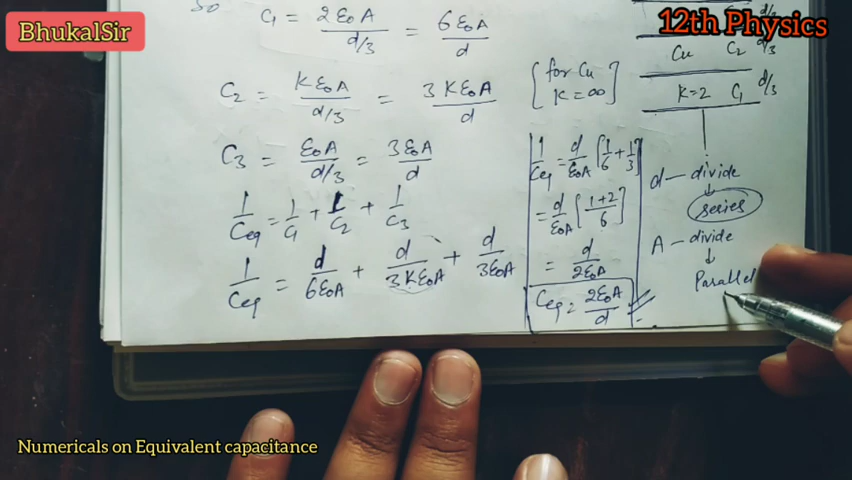 BhukalSir
12th Physics
So
C₁ = 2ε₀A / d/3 = 6ε₀A / d
C₂ = Kε₀A / d/3 = 3Kε₀A / d [for Cu K = ∞]
C₃ = ε₀A / d/3 = 3ε₀A / d
1/Ceq = 1/C₁ + 1/C₂ + 1/C₃
1/Ceq = d/6ε₀A + d/3Kε₀A + d/3ε₀A
1/Ceq = d/ε₀A [1/6 + 1/3]
= d/ε₀A [1+2 / 6]
= d / 2ε₀A
Ceq = 2ε₀A / d
d/3
Cu C₂ d/3
K=2 C₁ d/3
d — divide
series
A — divide
Parallel
Numericals on Equivalent capacitance